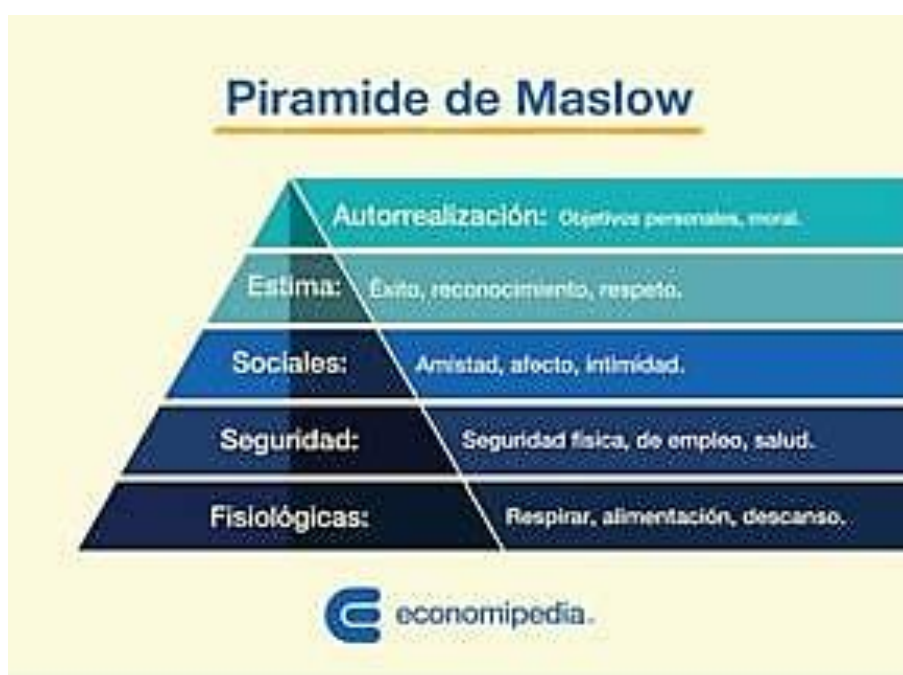 Piramide de Maslow
Autorrealización: Objetivos personales, moral.
Estima: Éxito, reconocimiento, respeto.
Sociales: Amistad, afecto, intimidad.
Seguridad: Seguridad física, de empleo, salud.
Fisiológicas: Respirar, alimentación, descanso.
economipedia.